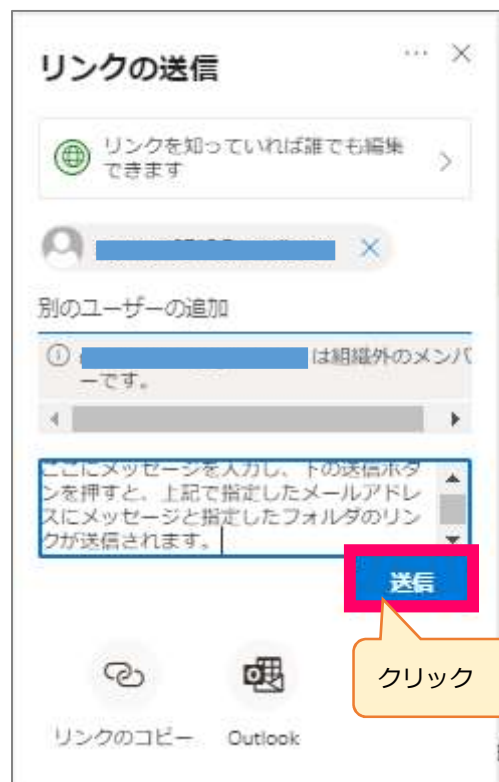 リンクの送信
リンクを知っていれば誰でも編集
できます
別のユーザーの追加
は組織外のメンバ
ーです。
ここにメッセージを入力し、下の送信ボタ
ンを押すと、上記で指定したメールアドレ
スにメッセージと指定したフォルダのリン
クが送信されます。
送信
クリック
リンクのコピー
Outlook